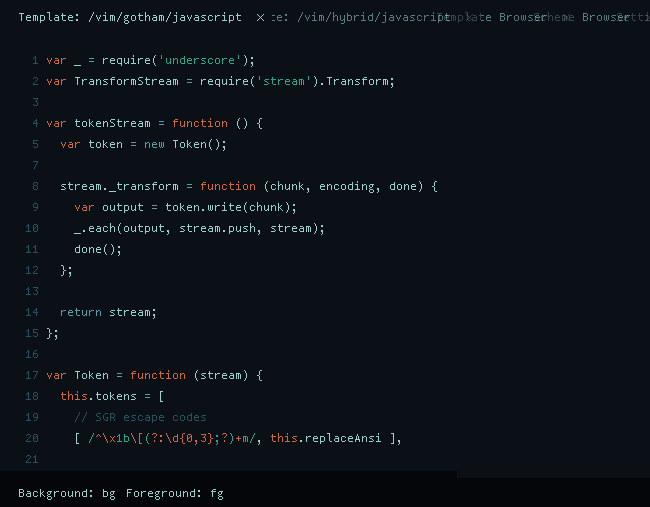 Template: /vim/gotham/javascript × te: /vim/hybrid/javascript Template × te Browser Scheme × Browser Setti
1 var _ = require('underscore');
2 var TransformStream = require('stream').Transform;
3
4 var tokenStream = function () {
5 var token = new Token();
7
8 stream._transform = function (chunk, encoding, done) {
9 var output = token.write(chunk);
10 _.each(output, stream.push, stream);
11 done();
12 };
13
14 return stream;
15 };
16
17 var Token = function (stream) {
18 this.tokens = [
19 // SGR escape codes
20 [ /^\x1b\[(?:\d{0,3};?)+m/, this.replaceAnsi ],
21
Background: bg Foreground: fg